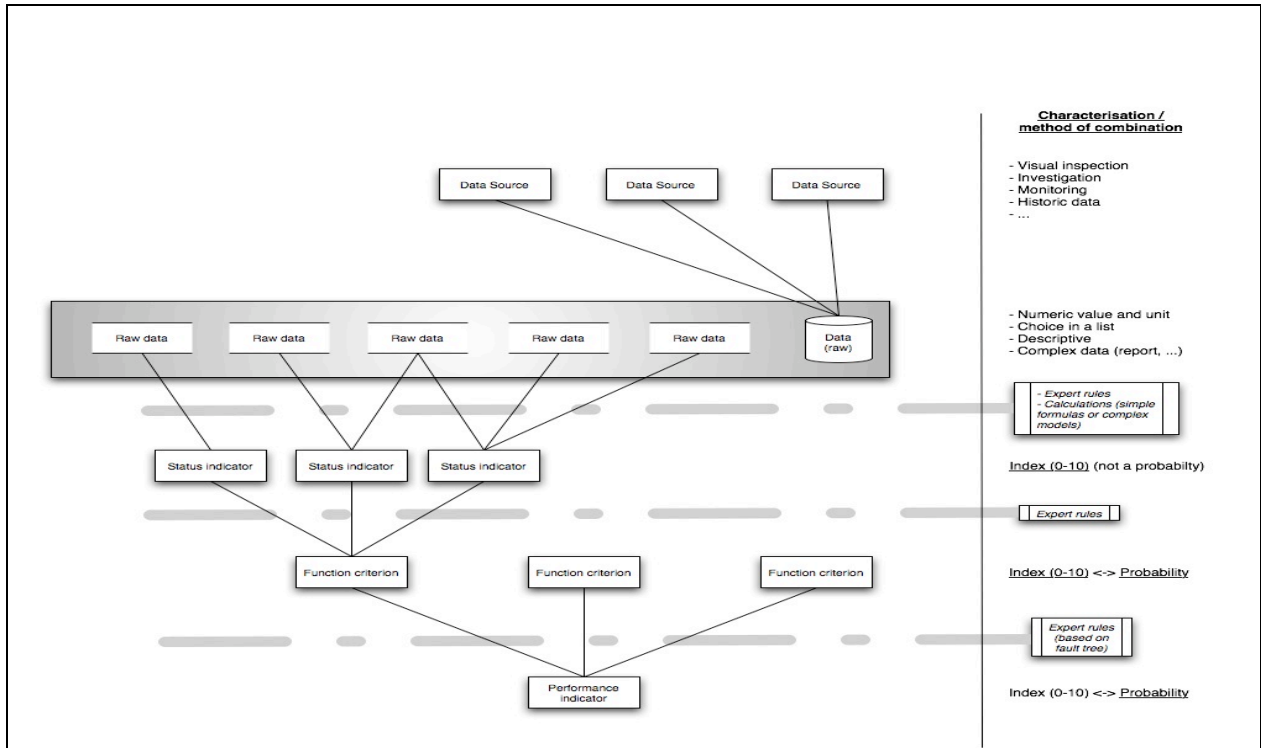 Characterisation /
method of combination
- Visual inspection
- Investigation
- Monitoring
- Historic data
- ...
Data Source
Data Source
Data Source
- Numeric value and unit
- Choice in a list
- Descriptive
- Complex data (report, ...)
Raw data
Raw data
Raw data
Raw data
Raw data
Data
(raw)
- Expert rules
- Calculations (simple
formulas or complex
models)
Status indicator
Status indicator
Status indicator
Index (0-10) (not a probabilty)
Expert rules
Function criterion
Function criterion
Function criterion
Index (0-10) <-> Probability
Expert rules
(based on
fault tree)
Performance
indicator
Index (0-10) <-> Probability